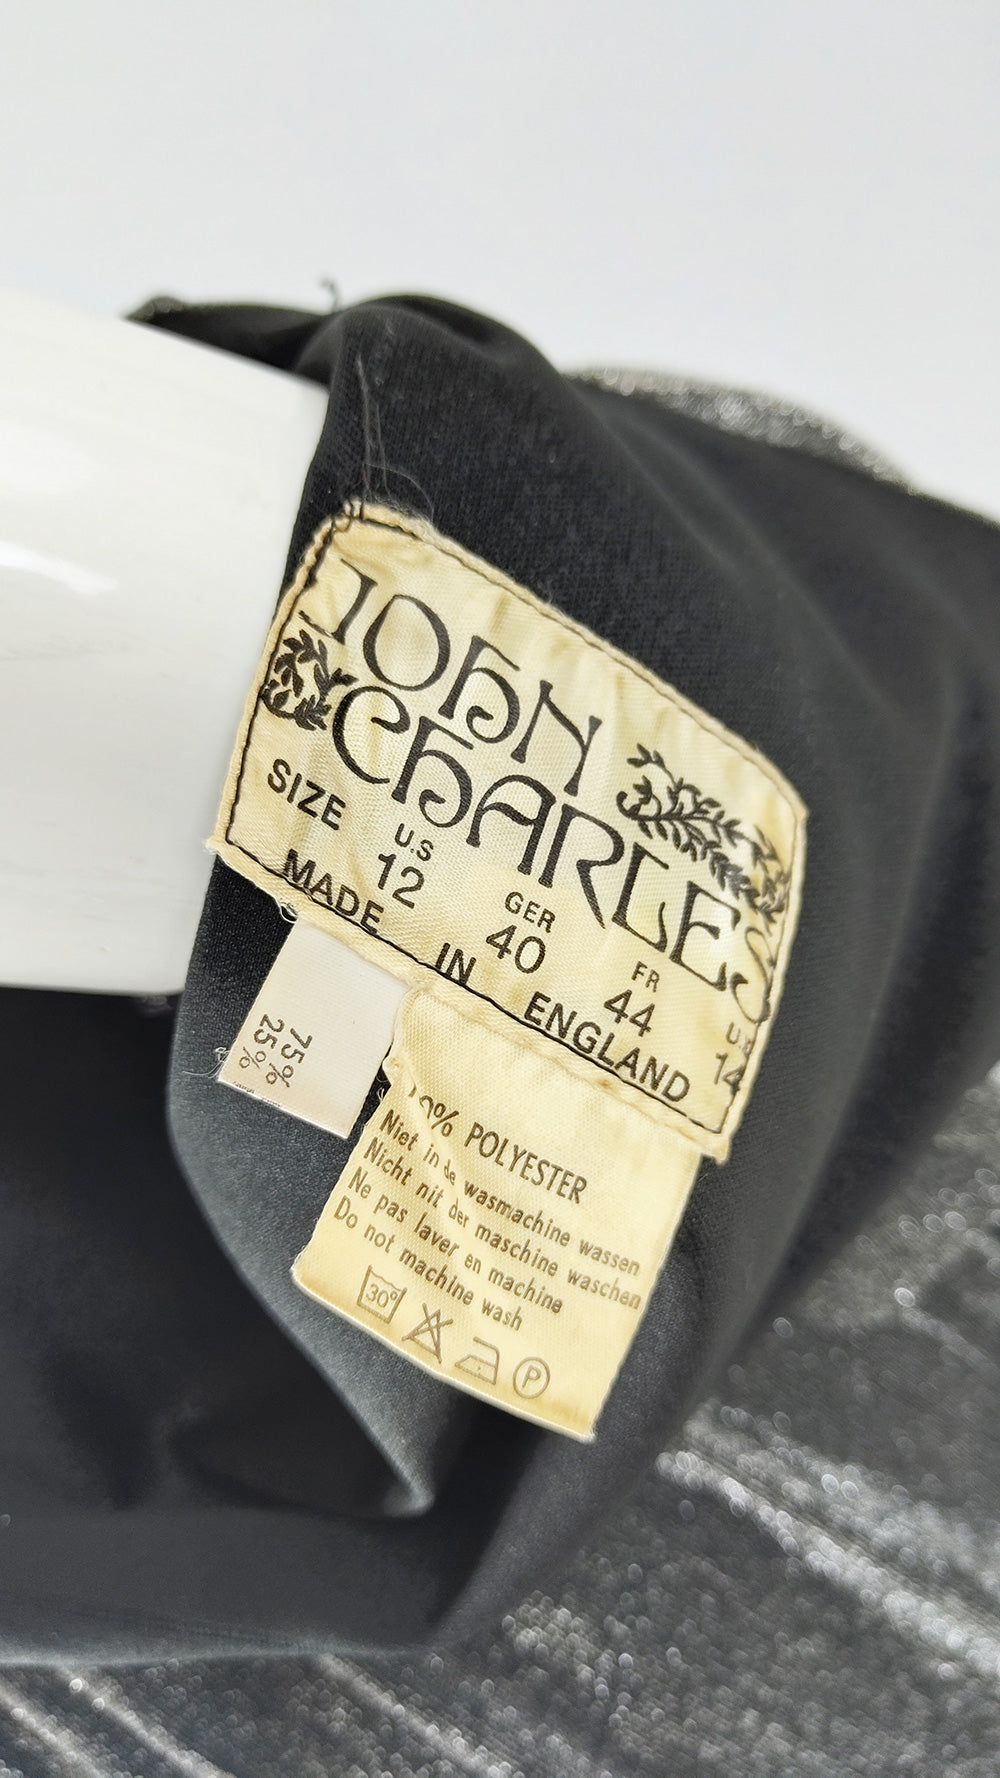 JOHN
CHARLES
SIZE
U.S GER FR
12 40 44 14
MADE IN ENGLAND
75%
25%
POLYESTER
Niet in de wasmachine wassen
Nicht nit der maschine waschen
Ne pas laver en machine
Do not machine wash
30°
P